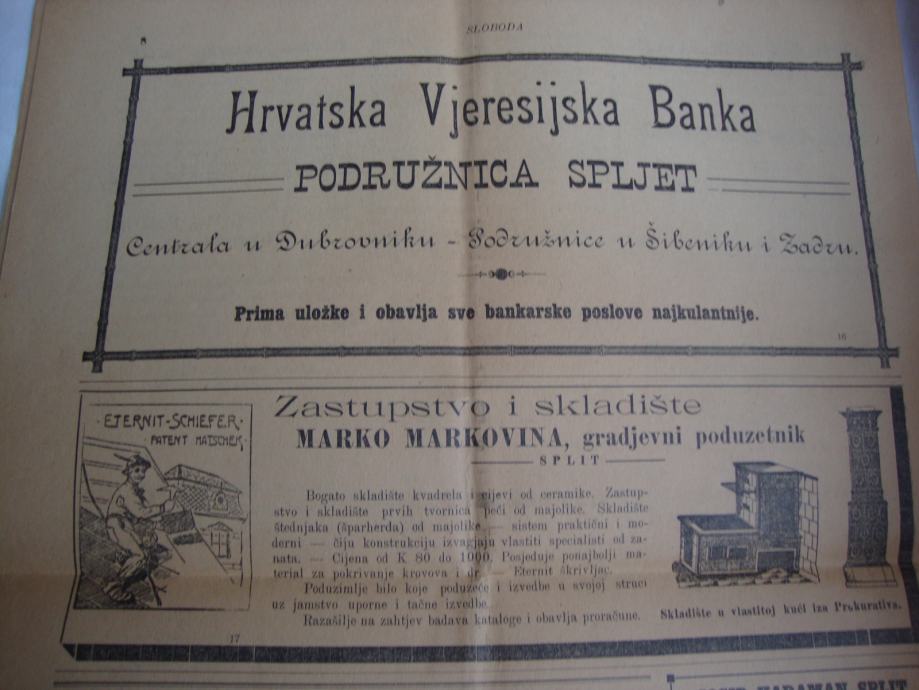 SLOBODA
Hrvatska Vjeresijska Banka
PODRUŽNICA SPLJET
Centrala u Dubrovniku - Podružnice u Šibeniku i Zadru.
Prima uložke i obavlja sve bankarske poslove najkulantnije.
16
ETERNIT-SCHIEFER
PATENT HATSCHEK
Zastupstvo i skladište
MARKO MARKOVINA, gradjevni poduzetnik
SPLIT
Bogato skladište kvadrela i cijevi od ceramike. Zastup-
stvo i skladište prvih tvornica peći od majolike. Skladište
štednjaka (šparherda) od majolike — sistem praktični i mo-
derni — čiju konstrukciju izvagjaju vlastiti specialisti od za-
nata. — Cijena od K 80 do 1000. Posjeduje ponajbolji ma-
terial za pokrivanje krovova i dr. — Eternit škrivljac.
Poduzimlje bilo koje poduzeće i izvedbe u svojoj struci
uz jamstvo uporne i tačne izvedbe.
Razašilje na zahtjev badava kataloge i obavlja proračune.
Skladište u vlastitoj kući iza Prokurativa.
17
SPLIT